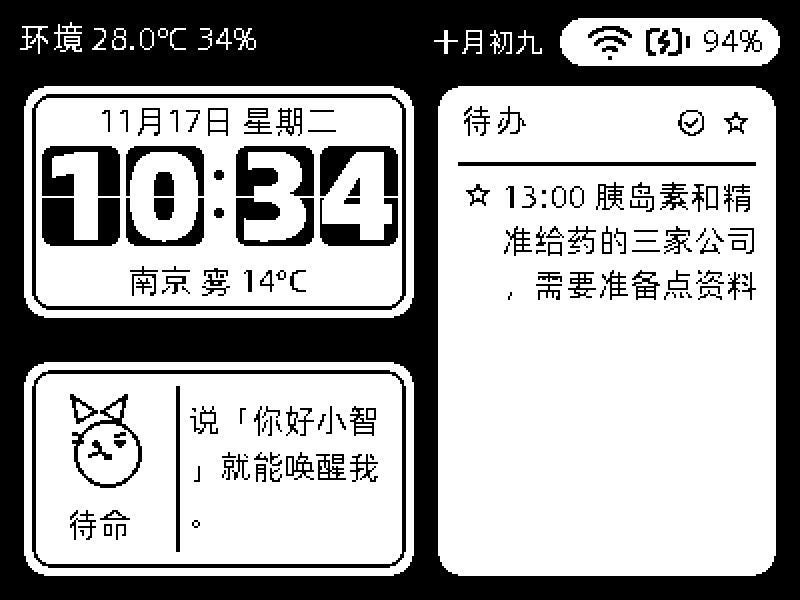 环境 28.0°C 34%
十月初九 94%
11月17日 星期二
10:34
南京 雾 14°C
待办
13:00 胰岛素和精
准给药的三家公司
，需要准备点资料
说「你好小智
」就能唤醒我
。
待命